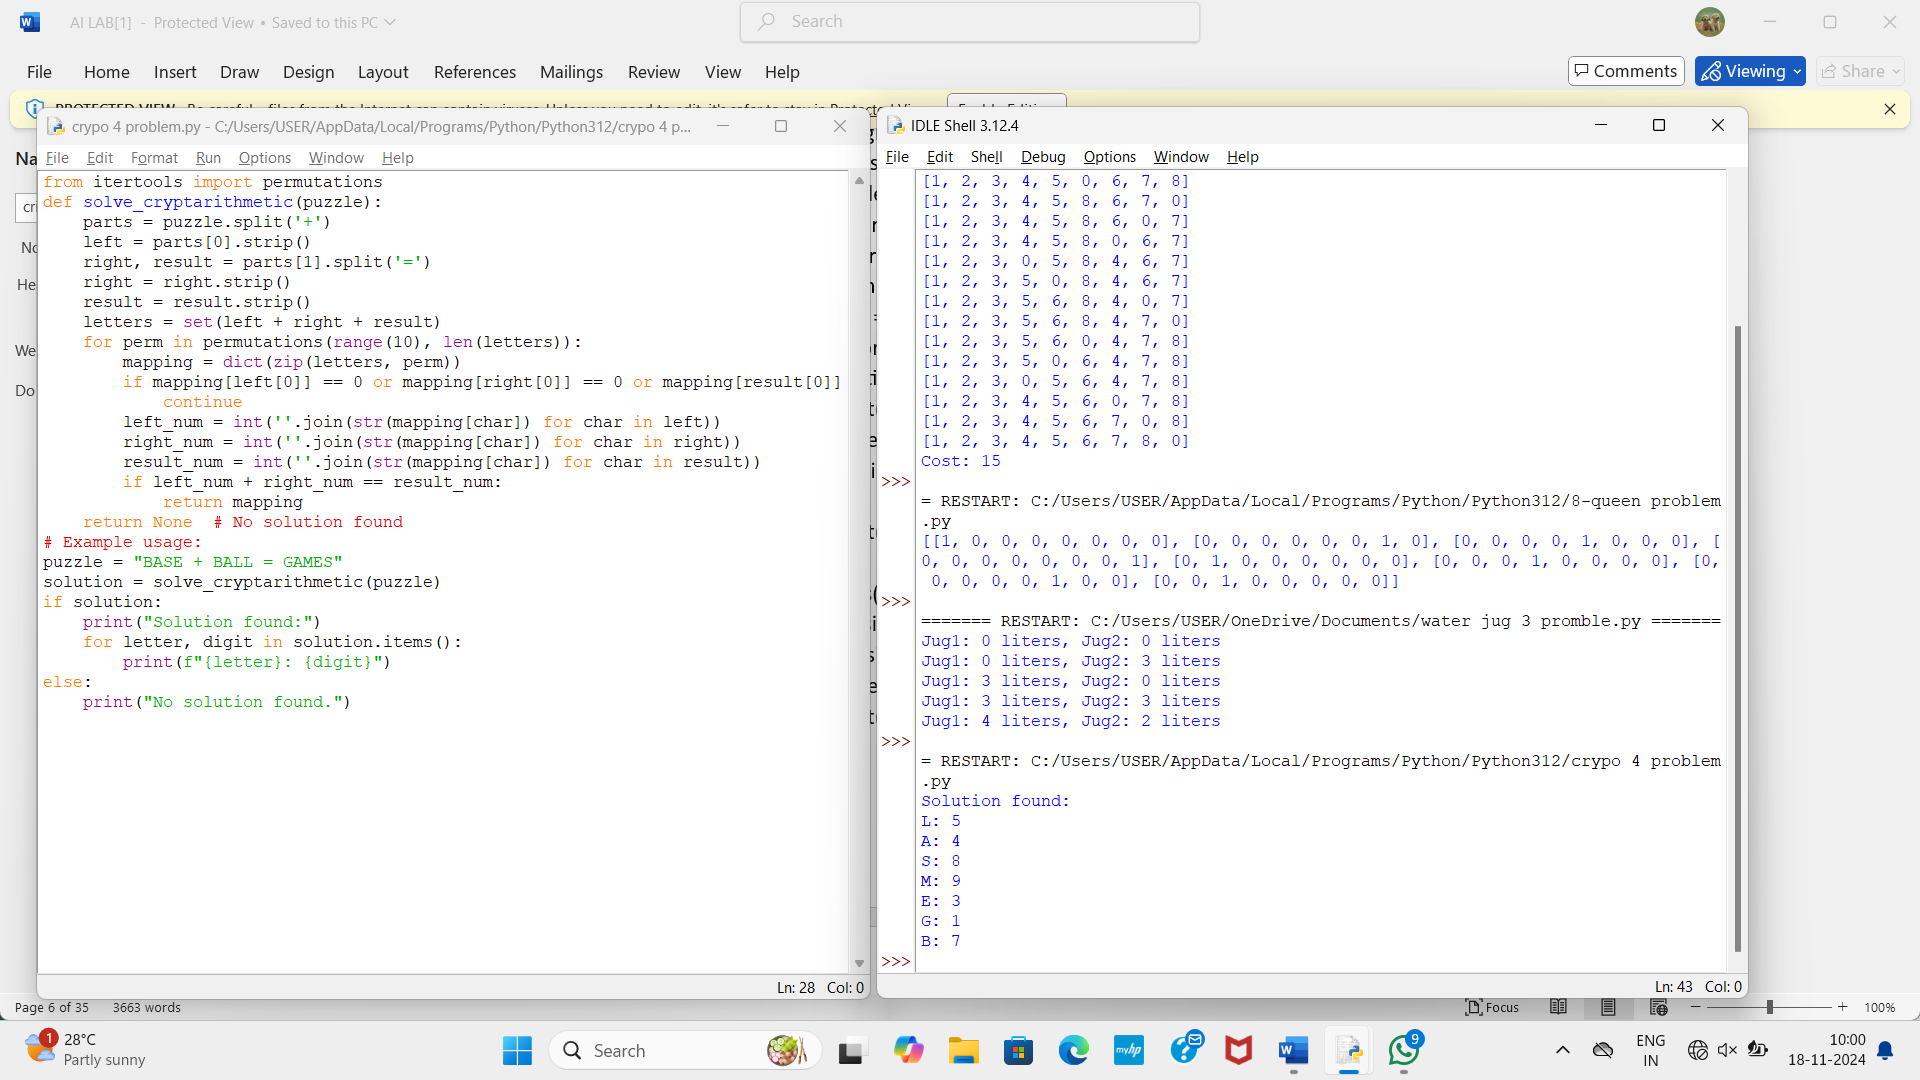 AI LAB[1] - Protected View • Saved to this PC
Search
File Home Insert Draw Design Layout References Mailings Review View Help
Comments Viewing Share
crypo 4 problem.py - C:/Users/USER/AppData/Local/Programs/Python/Python312/crypo 4 p...
File Edit Format Run Options Window Help
from itertools import permutations
def solve_cryptarithmetic(puzzle):
    parts = puzzle.split('+')
    left = parts[0].strip()
    right, result = parts[1].split('=')
    right = right.strip()
    result = result.strip()
    letters = set(left + right + result)
    for perm in permutations(range(10), len(letters)):
        mapping = dict(zip(letters, perm))
        if mapping[left[0]] == 0 or mapping[right[0]] == 0 or mapping[result[0]]
            continue
        left_num = int(''.join(str(mapping[char]) for char in left))
        right_num = int(''.join(str(mapping[char]) for char in right))
        result_num = int(''.join(str(mapping[char]) for char in result))
        if left_num + right_num == result_num:
            return mapping
    return None  # No solution found
# Example usage:
puzzle = "BASE + BALL = GAMES"
solution = solve_cryptarithmetic(puzzle)
if solution:
    print("Solution found:")
    for letter, digit in solution.items():
        print(f"{letter}: {digit}")
else:
    print("No solution found.")
Ln: 28 Col: 0
IDLE Shell 3.12.4
File Edit Shell Debug Options Window Help
[1, 2, 3, 4, 5, 0, 6, 7, 8]
[1, 2, 3, 4, 5, 8, 6, 7, 0]
[1, 2, 3, 4, 5, 8, 6, 0, 7]
[1, 2, 3, 4, 5, 8, 0, 6, 7]
[1, 2, 3, 0, 5, 8, 4, 6, 7]
[1, 2, 3, 5, 0, 8, 4, 6, 7]
[1, 2, 3, 5, 6, 8, 4, 0, 7]
[1, 2, 3, 5, 6, 8, 4, 7, 0]
[1, 2, 3, 5, 6, 0, 4, 7, 8]
[1, 2, 3, 5, 0, 6, 4, 7, 8]
[1, 2, 3, 0, 5, 6, 4, 7, 8]
[1, 2, 3, 4, 5, 6, 0, 7, 8]
[1, 2, 3, 4, 5, 6, 7, 0, 8]
[1, 2, 3, 4, 5, 6, 7, 8, 0]
Cost: 15
>>>
= RESTART: C:/Users/USER/AppData/Local/Programs/Python/Python312/8-queen problem
.py
[[1, 0, 0, 0, 0, 0, 0, 0], [0, 0, 0, 0, 0, 0, 1, 0], [0, 0, 0, 0, 1, 0, 0, 0], [
0, 0, 0, 0, 0, 0, 0, 1], [0, 1, 0, 0, 0, 0, 0, 0], [0, 0, 0, 1, 0, 0, 0, 0], [0,
 0, 0, 0, 0, 1, 0, 0], [0, 0, 1, 0, 0, 0, 0, 0]]
>>>
======= RESTART: C:/Users/USER/OneDrive/Documents/water jug 3 promble.py =======
Jug1: 0 liters, Jug2: 0 liters
Jug1: 0 liters, Jug2: 3 liters
Jug1: 3 liters, Jug2: 0 liters
Jug1: 3 liters, Jug2: 3 liters
Jug1: 4 liters, Jug2: 2 liters
>>>
= RESTART: C:/Users/USER/AppData/Local/Programs/Python/Python312/crypo 4 problem
.py
Solution found:
L: 5
A: 4
S: 8
M: 9
E: 3
G: 1
B: 7
>>>
Ln: 43 Col: 0
Page 6 of 35 3663 words
Focus 100%
1 28°C
Partly sunny
Search
myhp
9
ENG
IN
10:00
18-11-2024